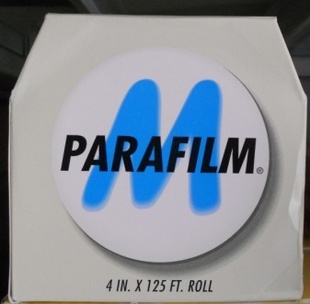 M
PARAFILM®
4 IN. X 125 FT. ROLL